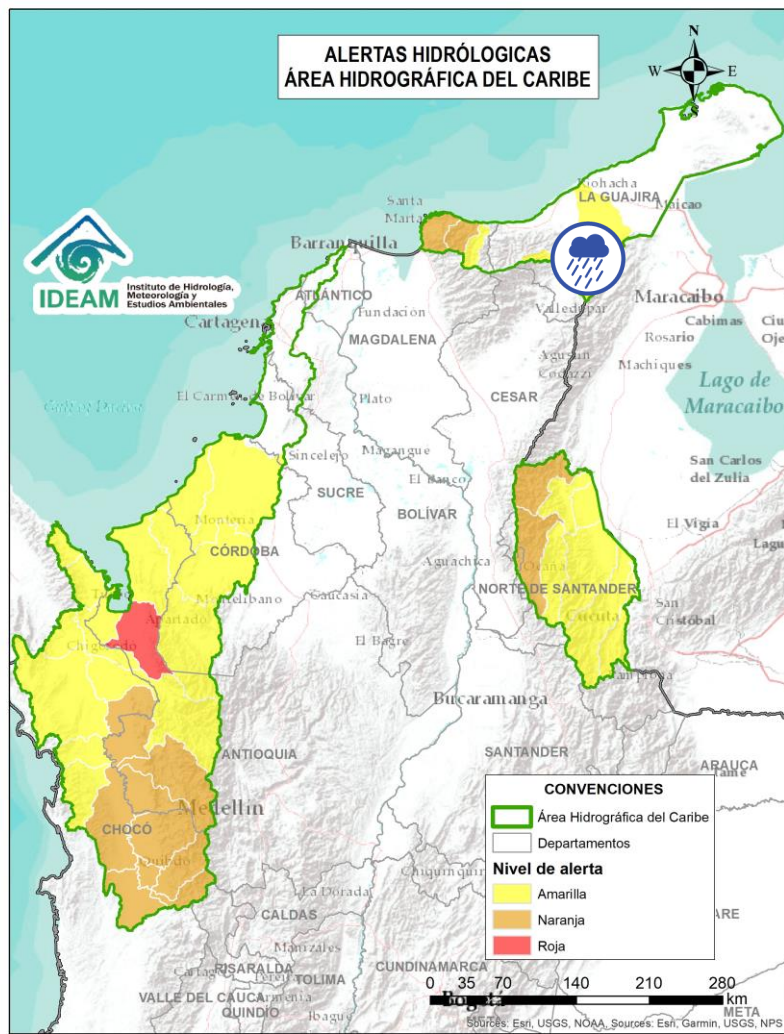 ALERTAS HIDRÓLOGICAS
ÁREA HIDROGRÁFICA DEL CARIBE
N
W E
S
Riohacha
LA GUAJIRA
Maicao
Santa
Marta
Barranquilla
IDEAM
Instituto de Hidrología,
Meteorología y
Estudios Ambientales
ATLÁNTICO
Maracaibo
Cabimas
Fundación
Valledupar
Cartagen
Rosario
MAGDALENA
Machiques
Agustín
Codazzi
Lago de
Maracaibo
CESAR
El Carmen de Bolívar
Plato
Magangue
Sincelejo
San Carlos
del Zulia
El Banco
SUCRE
BOLÍVAR
Montería
El Vigía
CÓRDOBA
Aguachica
Ocaña
NORTE DE SANTANDER
Montelibano
Caucasia
Apartadó
San
Cristóbal
Cúcuta
Chigorodó
El Bagre
Pamplona
Bucaramanga
ANTIOQUIA
SANTANDER
ARAUCA
Medellín
CHOCÓ
Quibdó
La Dorada
CALDAS
Manizales
RISARALDA
TOLIMA
CUNDINAMARCA
VALLE DEL CAUCA
Armenia
QUINDÍO
Ibagué
Bogotá
META
CONVENCIONES
Área Hidrográfica del Caribe
Departamentos
Nivel de alerta
Amarilla
Naranja
Roja
0 35 70 140 210 280
km
Sources: Esri, USGS, NOAA, Sources: Esri, Garmin, USGS, NPS